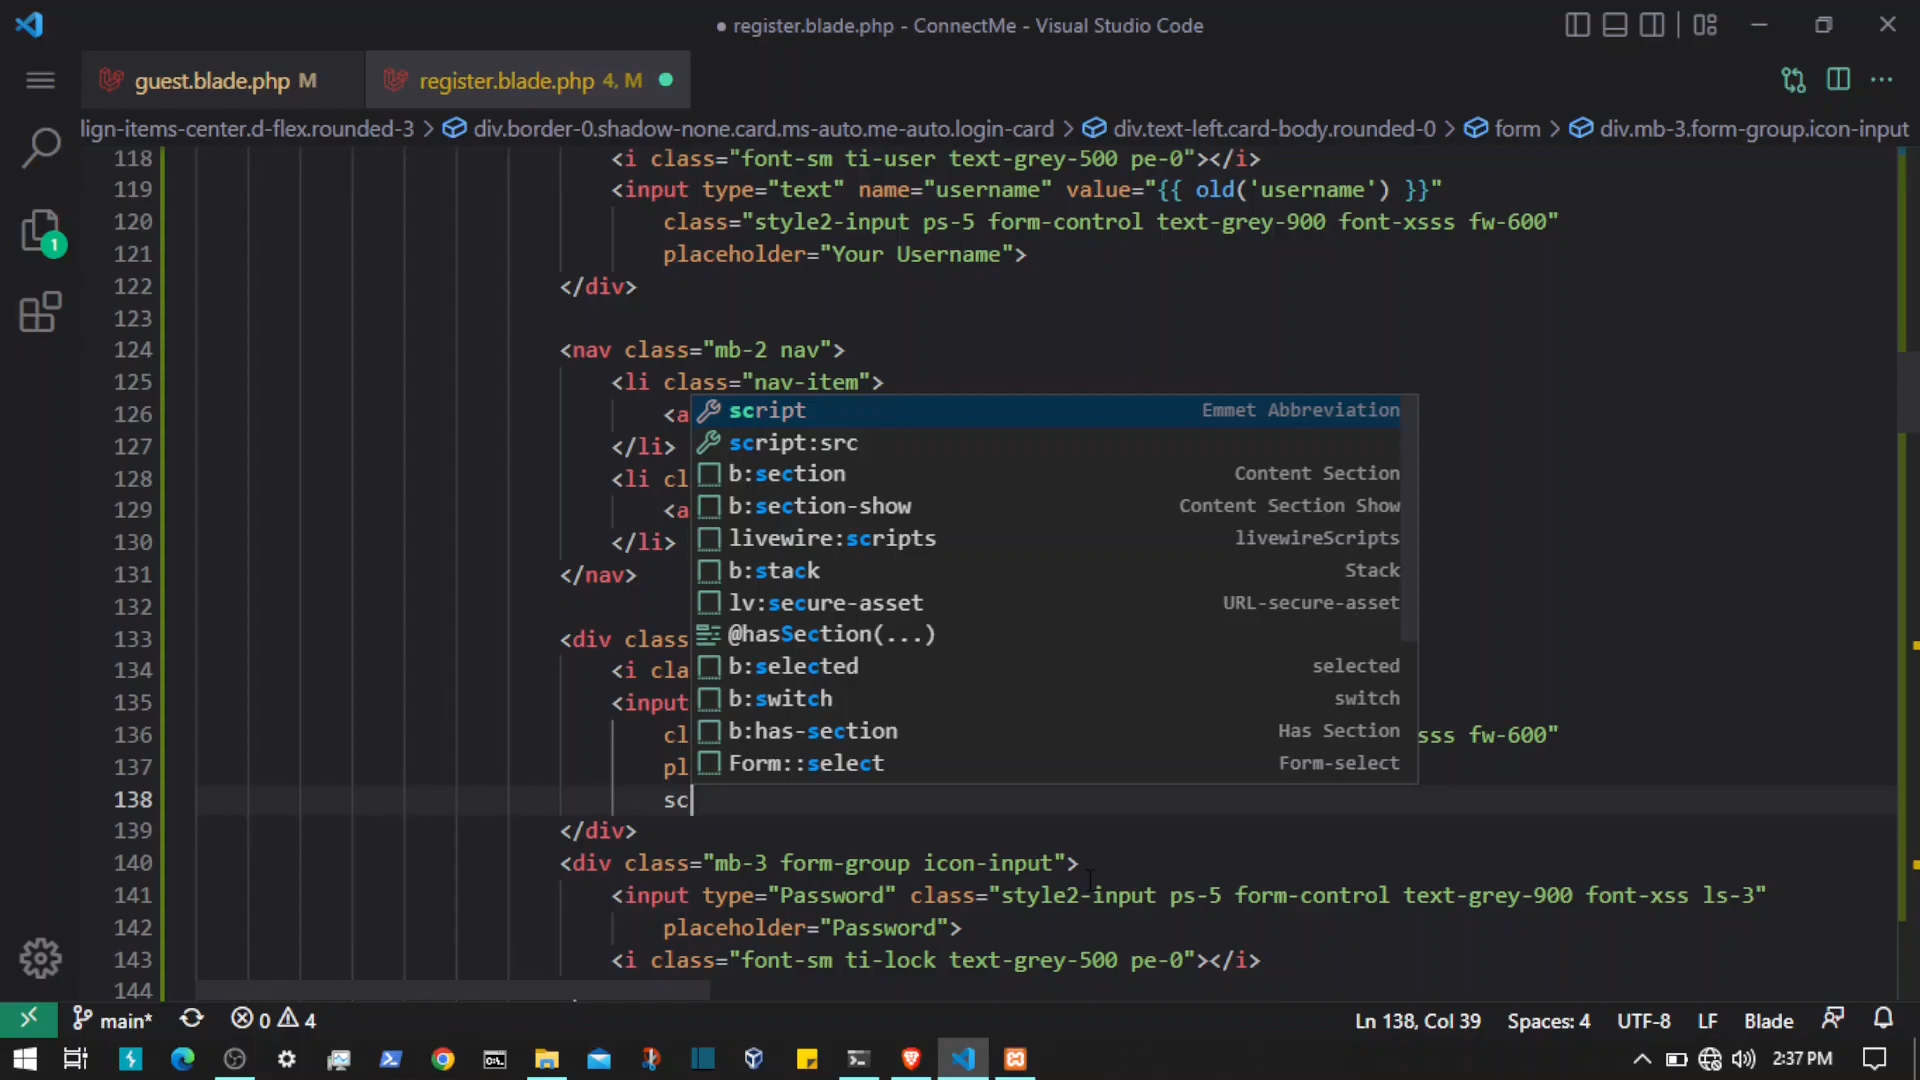 register.blade.php - ConnectMe - Visual Studio Code
guest.blade.php M
register.blade.php 4, M
lign-items-center.d-flex.rounded-3 > div.border-0.shadow-none.card.ms-auto.me-auto.login-card > div.text-left.card-body.rounded-0 > form > div.mb-3.form-group.icon-input
118 <i class="font-sm ti-user text-grey-500 pe-0"></i>
119 <input type="text" name="username" value="{{ old('username') }}"
120 class="style2-input ps-5 form-control text-grey-900 font-xsss fw-600"
121 placeholder="Your Username">
122 </div>
123
124 <nav class="mb-2 nav">
125 <li class="nav-item">
126 <a
127 </li>
128 <li cl
129 <a
130 </li>
131 </nav>
132
133 <div class
134 <i cla
135 <input
136 cl sss fw-600"
137 pl
138 sc
139 </div>
140 <div class="mb-3 form-group icon-input">
141 <input type="Password" class="style2-input ps-5 form-control text-grey-900 font-xss ls-3"
142 placeholder="Password">
143 <i class="font-sm ti-lock text-grey-500 pe-0"></i>
144
script Emmet Abbreviation
script:src
b:section Content Section
b:section-show Content Section Show
livewire:scripts livewireScripts
b:stack Stack
lv:secure-asset URL-secure-asset
@hasSection(...)
b:selected selected
b:switch switch
b:has-section Has Section
Form::select Form-select
1
main* 0 4 Ln 138, Col 39 Spaces: 4 UTF-8 LF Blade
2:37 PM